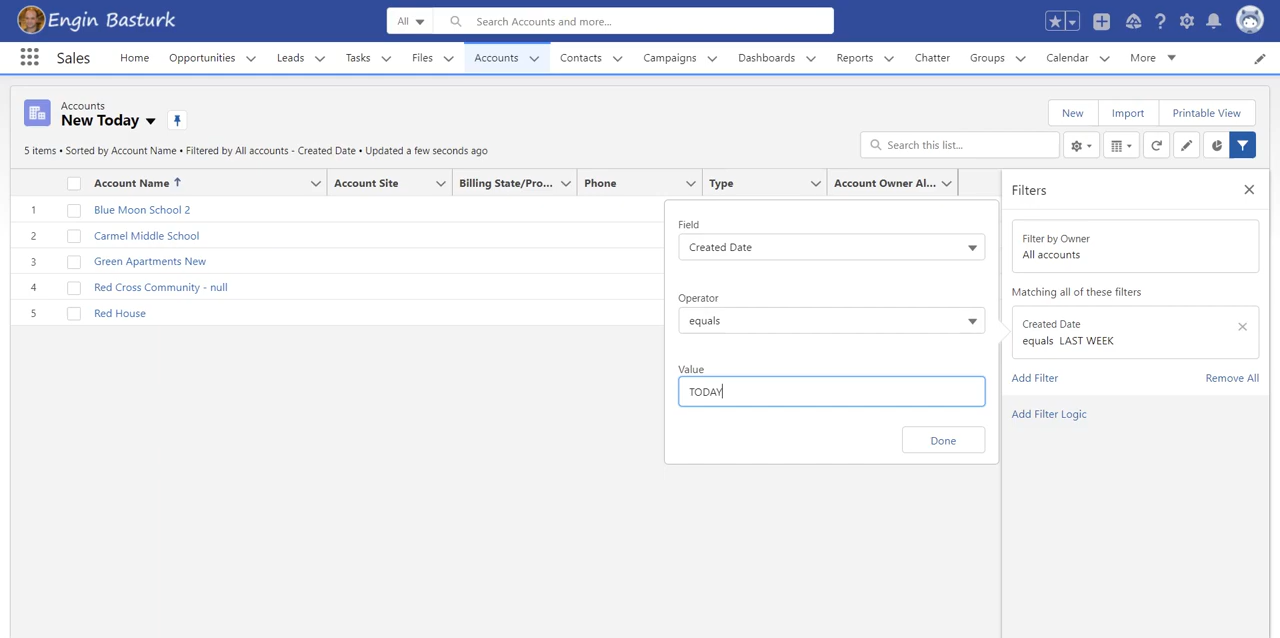 Engin Basturk
All
Search Accounts and more...
Sales
Home
Opportunities
Leads
Tasks
Files
Accounts
Contacts
Campaigns
Dashboards
Reports
Chatter
Groups
Calendar
More
Accounts
New Today
New
Import
Printable View
5 items • Sorted by Account Name • Filtered by All accounts - Created Date • Updated a few seconds ago
Search this list...
Account Name
Account Site
Billing State/Pro...
Phone
Type
Account Owner Al...
1 Blue Moon School 2
2 Carmel Middle School
3 Green Apartments New
4 Red Cross Community - null
5 Red House
Field
Created Date
Operator
equals
Value
TODAY
Done
Filters
Filter by Owner
All accounts
Matching all of these filters
Created Date
equals LAST WEEK
Add Filter
Remove All
Add Filter Logic